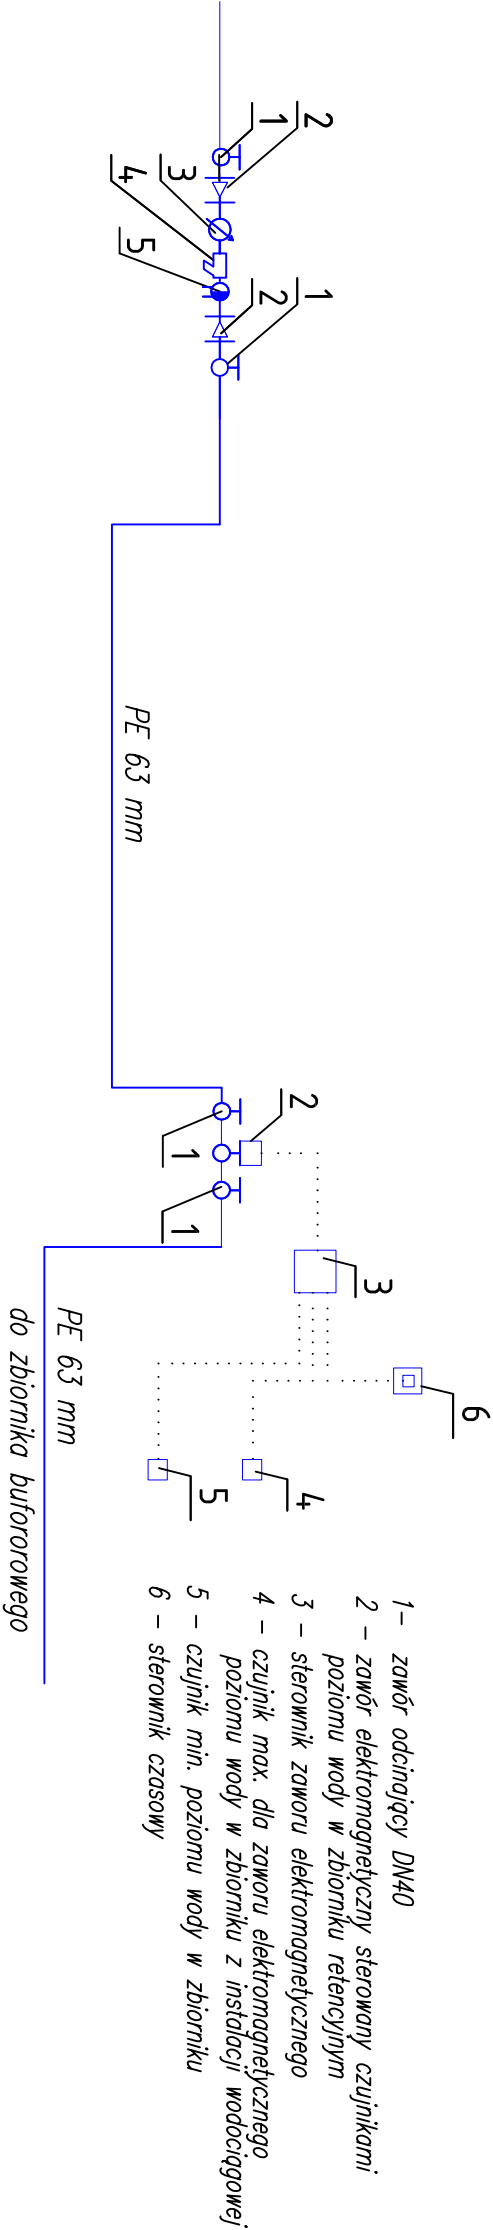 1
2
3
4
5
2
1
PE 63 mm
1
2
1
3
6
5
4
PE 63 mm
do zbiornika bufororowego
1- zawór odcinający DN40
2 - zawór elektromagnetyczny sterowany czujnikami
poziomu wody w zbiorniku retencyjnym
3 - sterownik zaworu elektromagnetycznego
4 - czujnik max. dla zaworu elektromagnetycznego
poziomu wody w zbiorniku z instalacji wodociągowej
5 - czujnik min. poziomu wody w zbiorniku
6 - sterownik czasowy